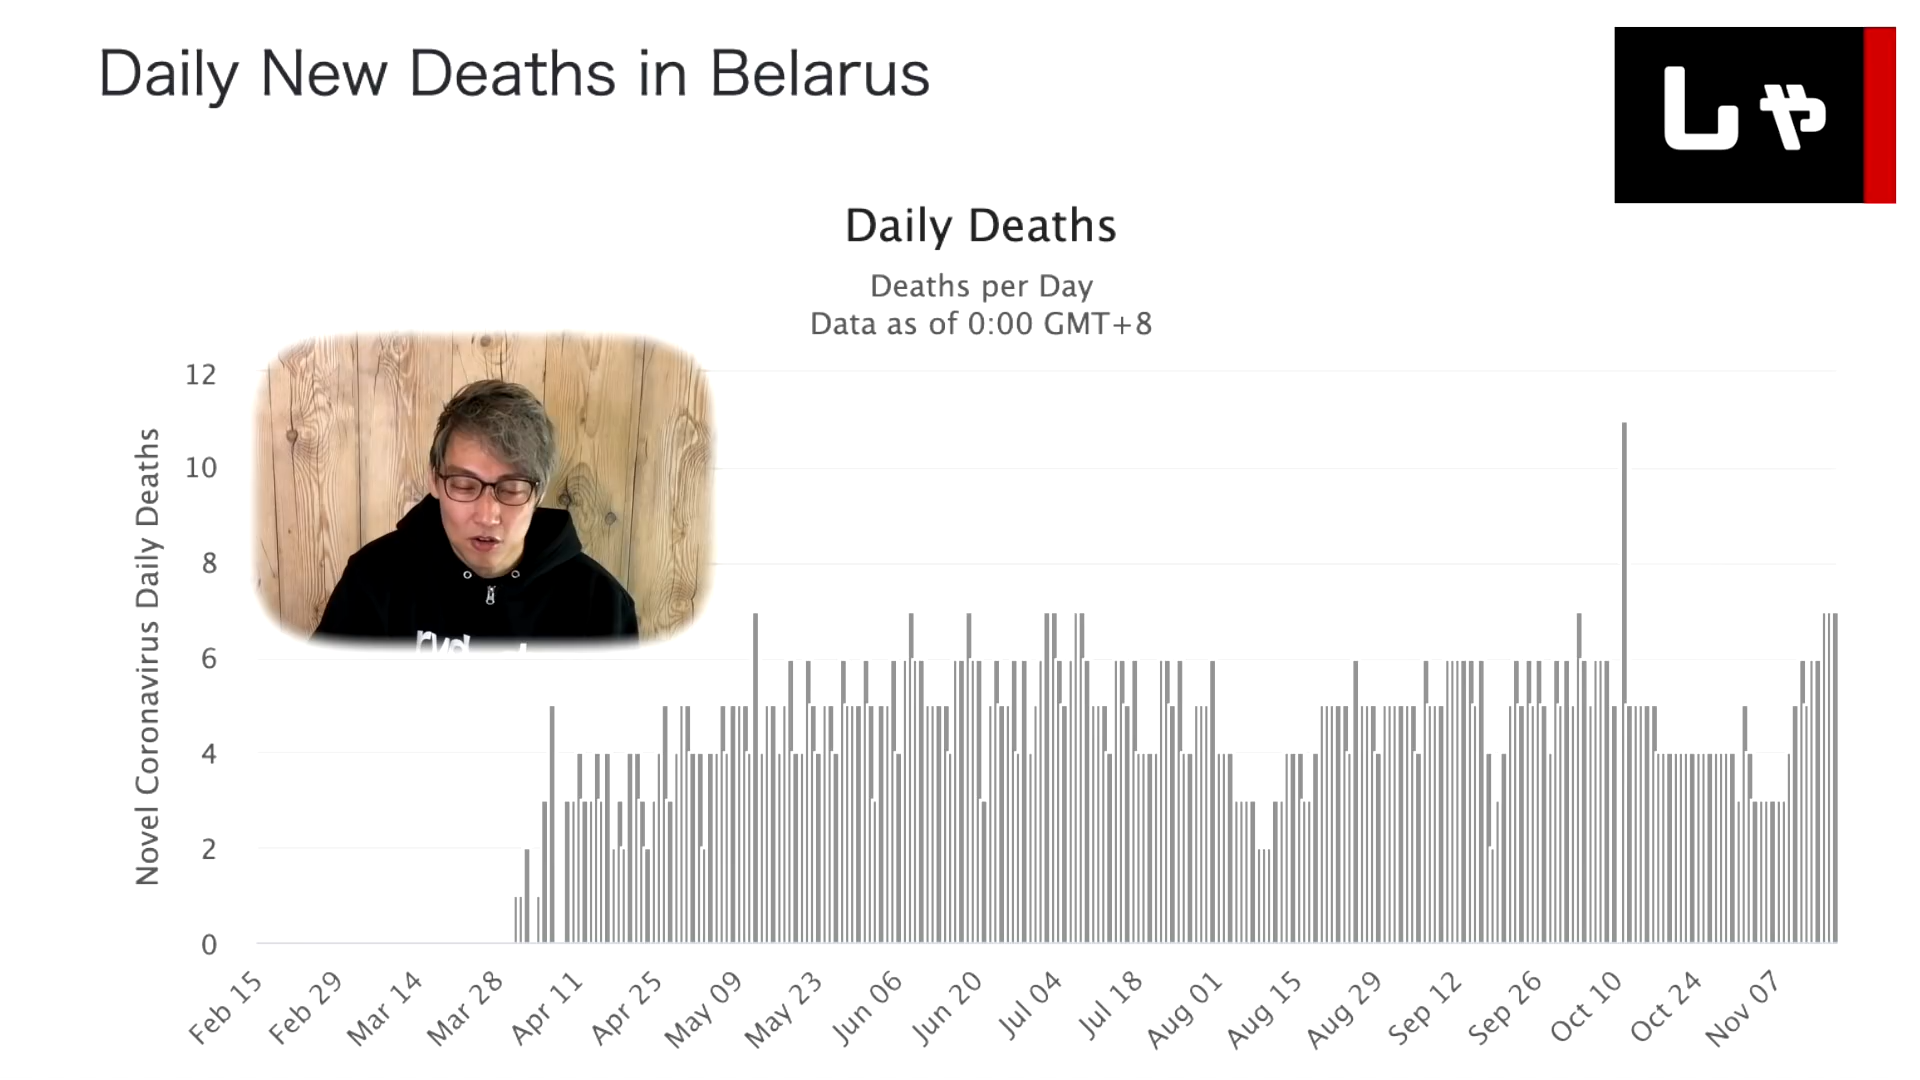 Daily New Deaths in Belarus
しや
Daily Deaths
Deaths per Day
Data as of 0:00 GMT+8
Novel Coronavirus Daily Deaths
12
10
8
6
4
2
0
Feb 15
Feb 29
Mar 14
Mar 28
Apr 11
Apr 25
May 09
May 23
Jun 06
Jun 20
Jul 04
Jul 18
Aug 01
Aug 15
Aug 29
Sep 12
Sep 26
Oct 10
Oct 24
Nov 07